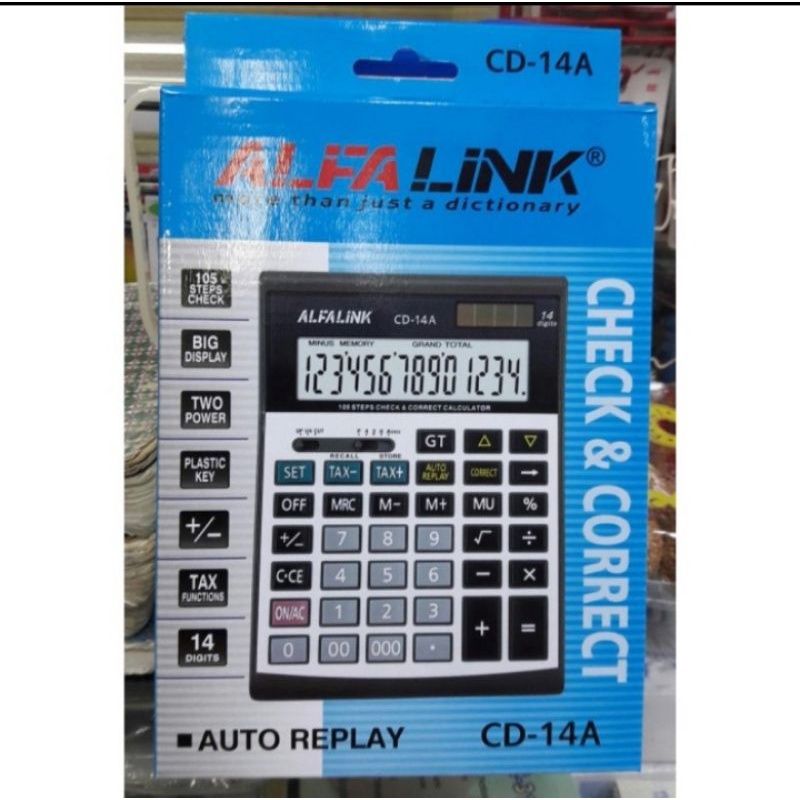 CD-14A
ALFALINK®
more than just a dictionary
CHECK & CORRECT
105
STEPS
CHECK
BIG
DISPLAY
TWO
POWER
PLASTIC
KEY
+/−
TAX
FUNCTIONS
14
DIGITS
ALFALINK CD-14A
14
digits
MINUS MEMORY GRAND TOTAL
12345678901234.
105 STEPS CHECK & CORRECT CALCULATOR
RECALL STORE
GT △ ▽
SET TAX− TAX+ AUTO REPLAY CORRECT →
OFF MRC M− M+ MU %
+/− 7 8 9 √ ÷
C·CE 4 5 6 − ×
ON/AC 1 2 3 + =
0 00 000 ·
■ AUTO REPLAY CD-14A